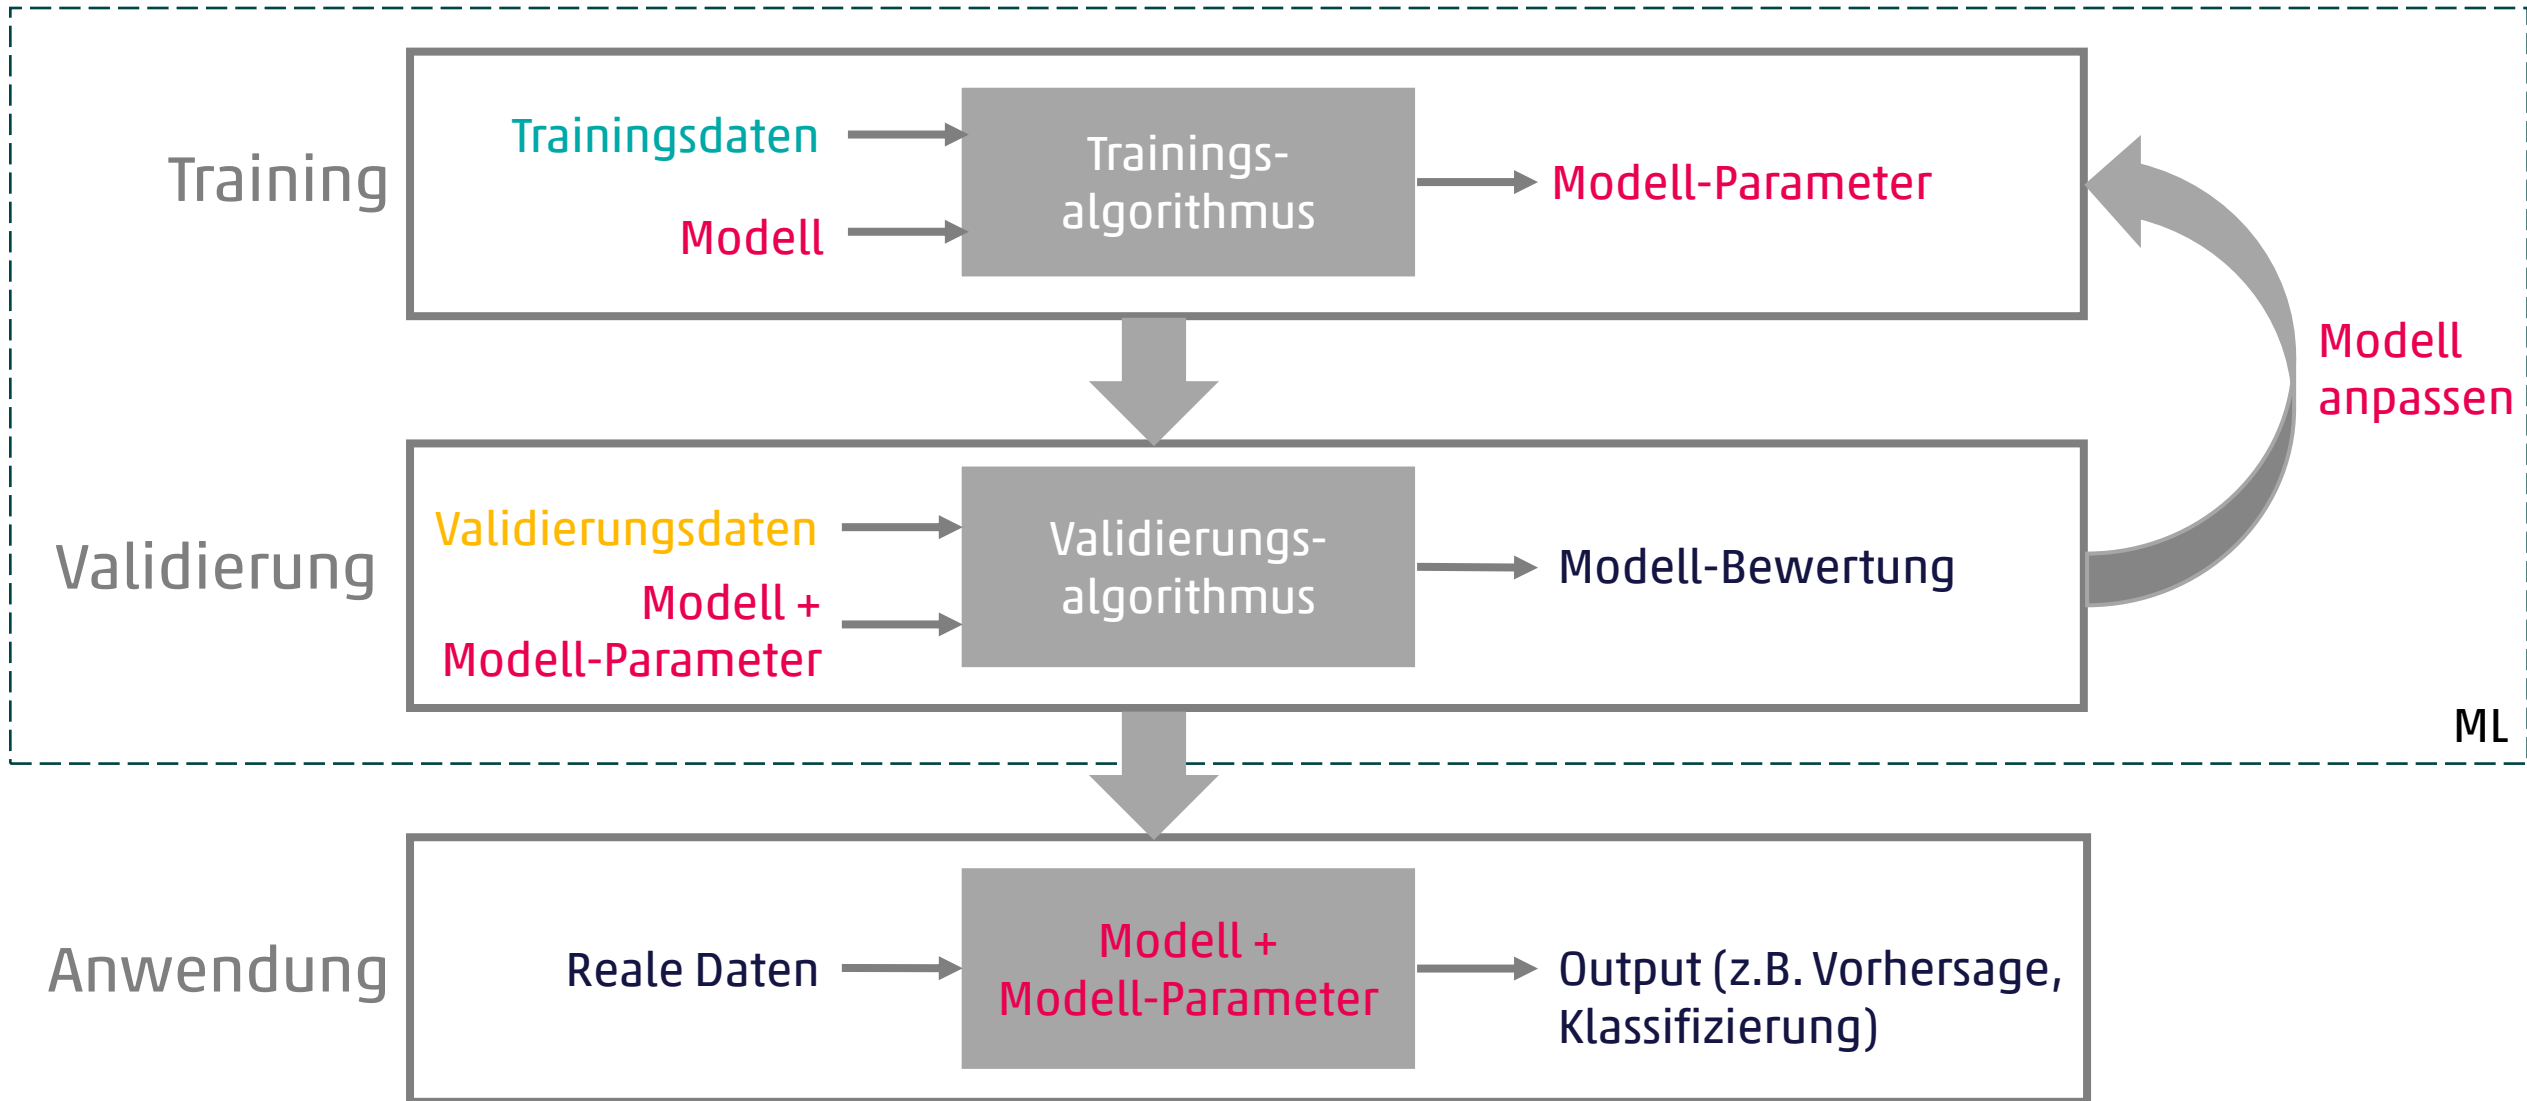 Training
Trainingsdaten
Modell
Trainings-
algorithmus
Modell-Parameter
Modell
anpassen
Validierung
Validierungsdaten
Modell +
Modell-Parameter
Validierungs-
algorithmus
Modell-Bewertung
ML
Anwendung
Reale Daten
Modell +
Modell-Parameter
Output (z.B. Vorhersage,
Klassifizierung)